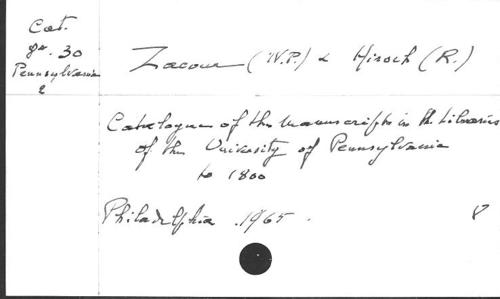 Cat.
8° . 30
Pennsylvania
2
Zacour (N.P.) & Hirsch (R.)
Catalogue of the Manuscripts in the Libraries
of the University of Pennsylvania
to 1800
Philadelphia .1965 .